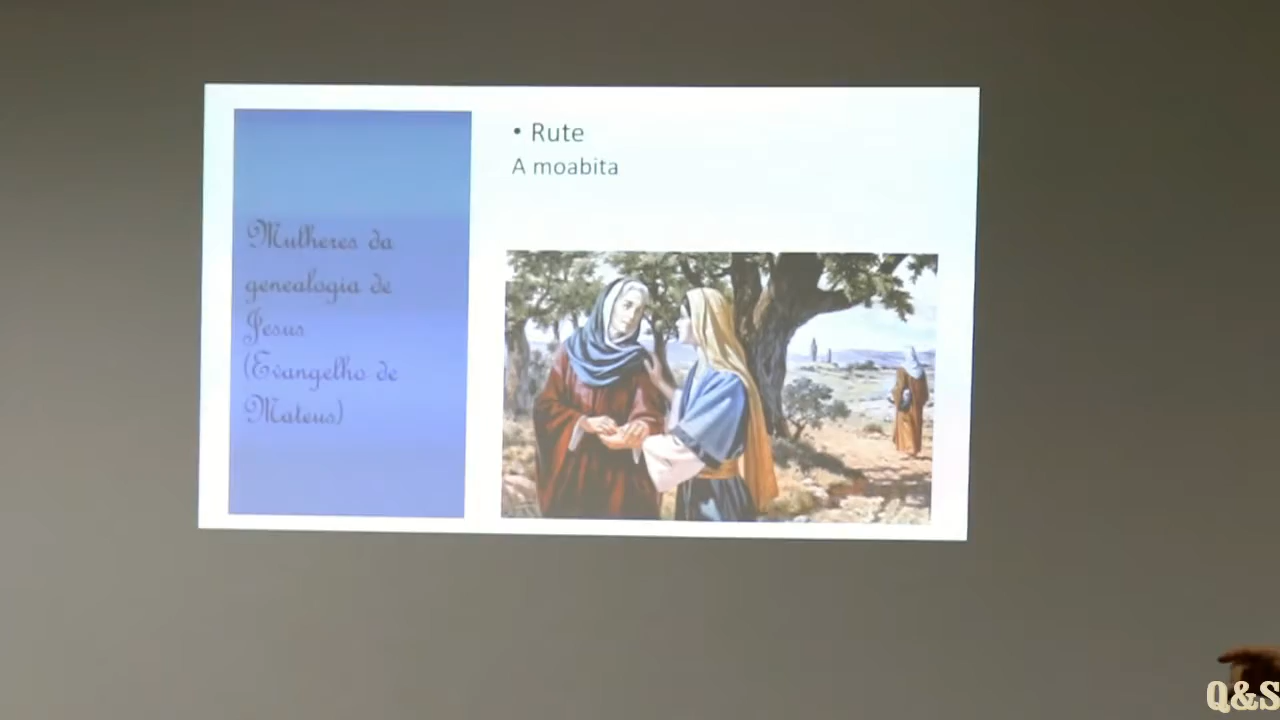 Mulheres da
genealogia de
Jesus
(Evangelho de
Mateus)
• Rute
A moabita
Q&S